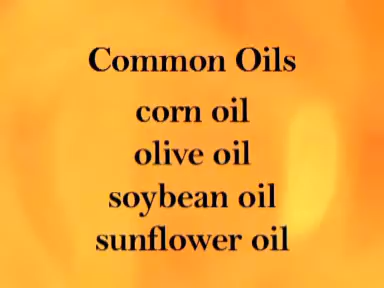 Common Oils
corn oil
olive oil
soybean oil
sunflower oil